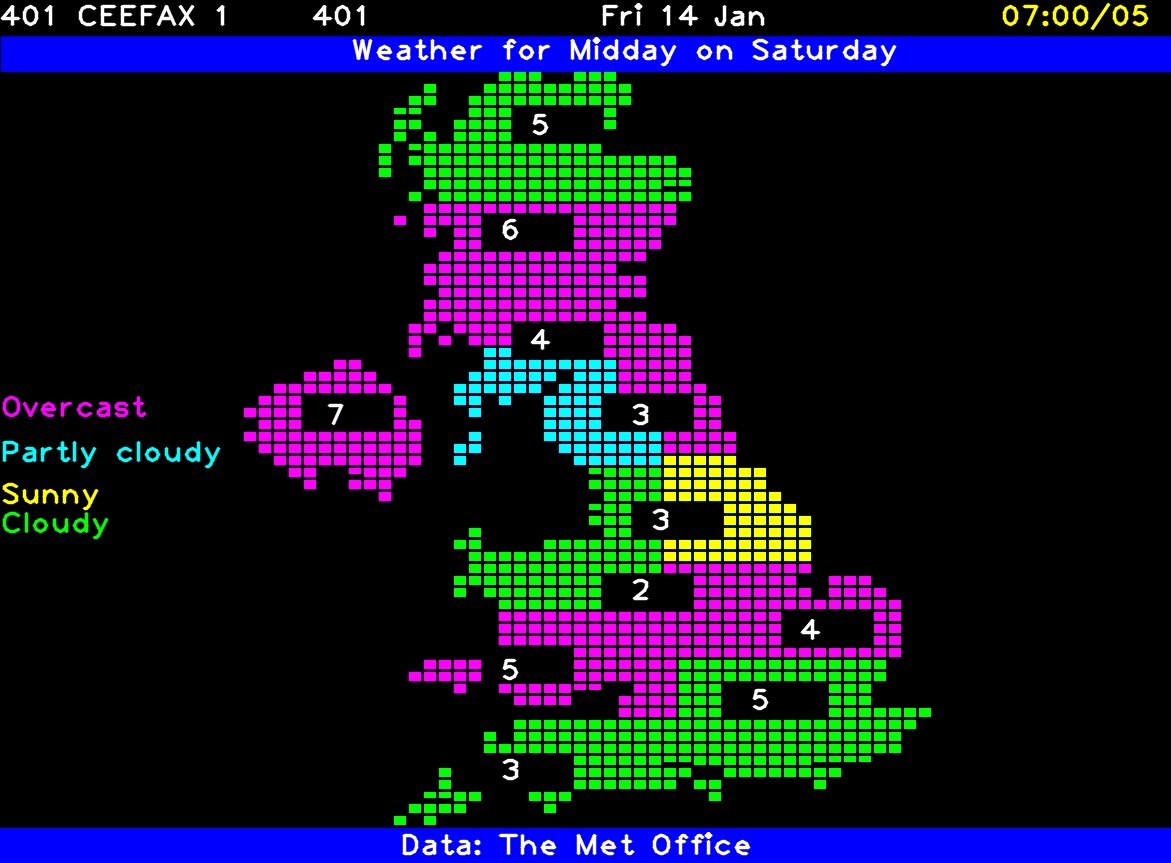 401 CEEFAX 1 401 Fri 14 Jan 07:00/05
Weather for Midday on Saturday
5
6
4
Overcast
7
3
Partly cloudy
Sunny
Cloudy
3
2
4
5
5
3
Data: The Met Office